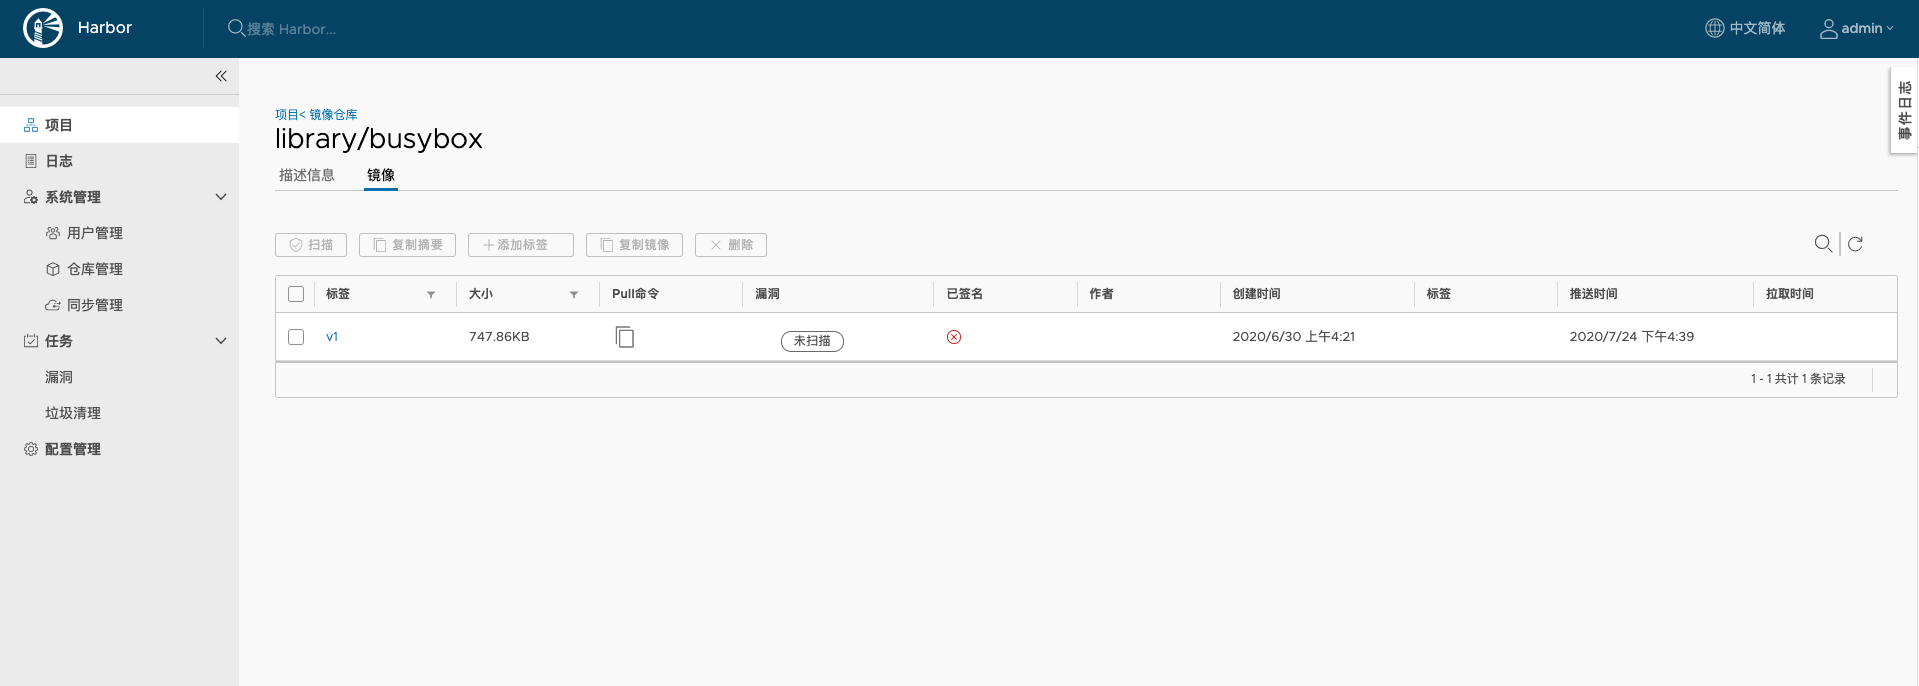 Harbor
搜索 Harbor...
中文简体
admin
事件日志
项目
日志
系统管理
用户管理
仓库管理
同步管理
任务
漏洞
垃圾清理
配置管理
项目< 镜像仓库
library/busybox
描述信息 镜像
扫描 复制摘要 添加标签 复制镜像 删除
标签 大小 Pull命令 漏洞 已签名 作者 创建时间 标签 推送时间 拉取时间
v1 747.86KB 未扫描 2020/6/30 上午4:21 2020/7/24 下午4:39
1 - 1 共计 1 条记录